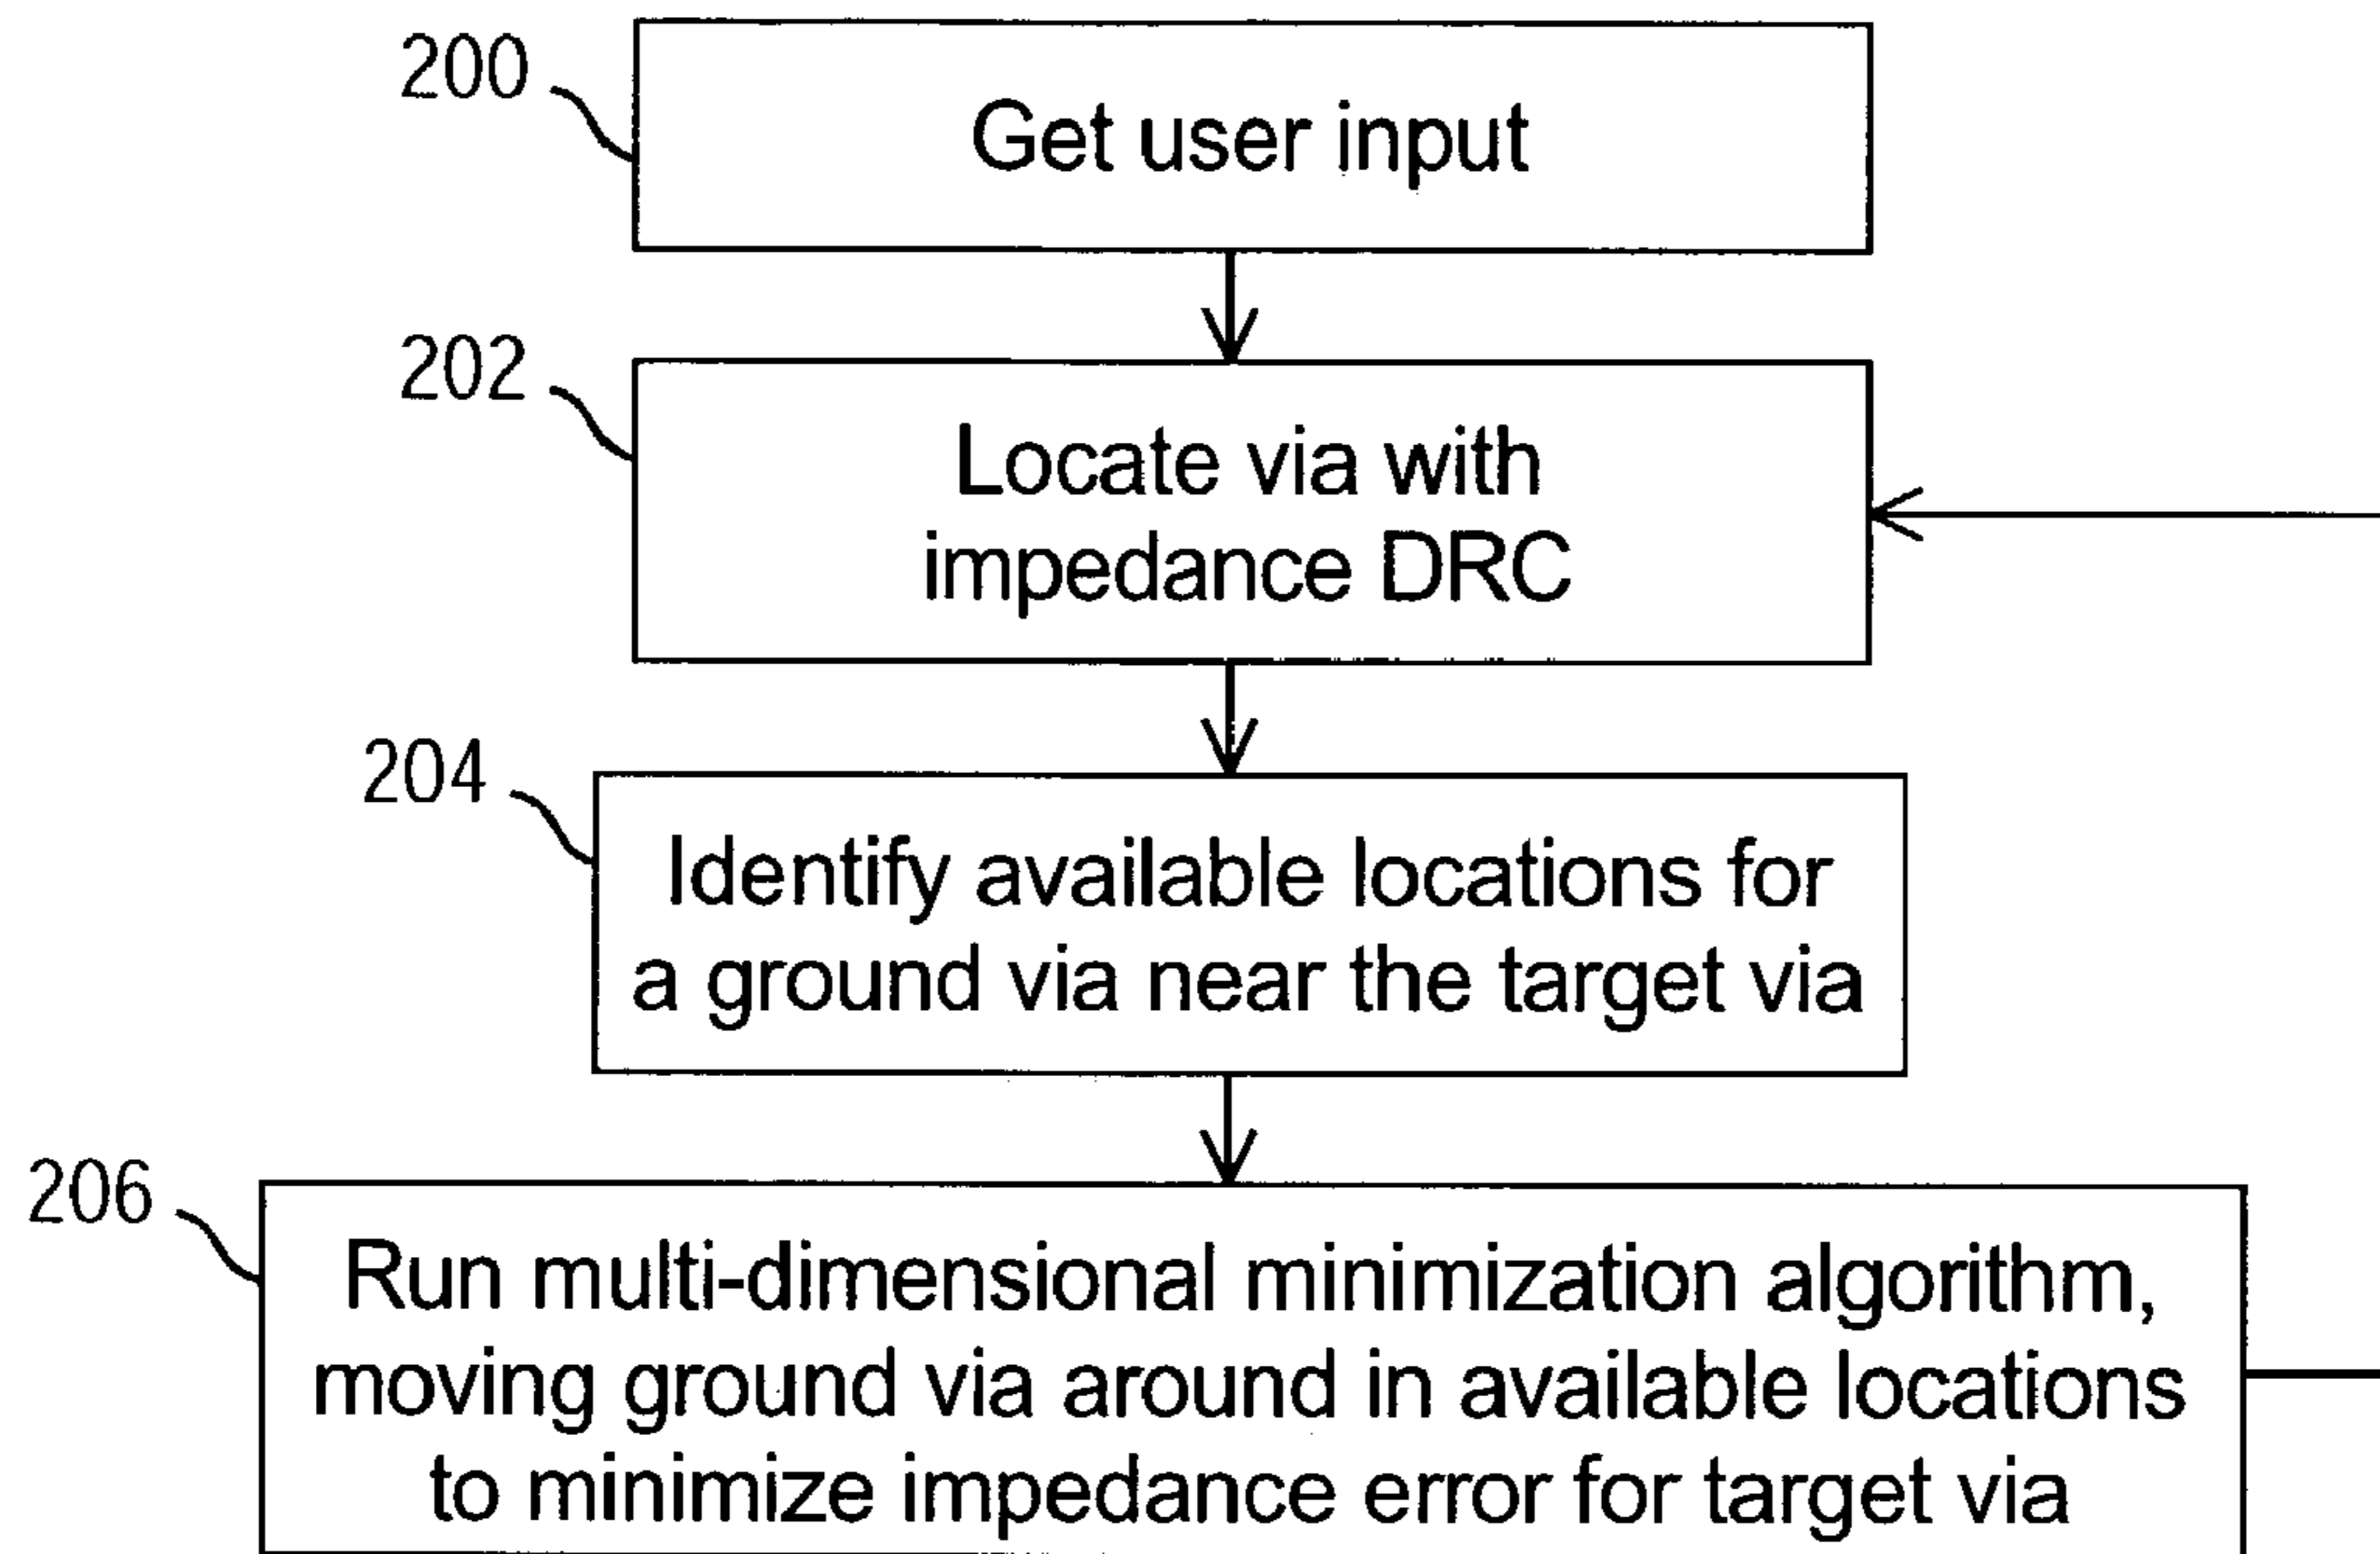 200
Get user input
202
Locate via with
impedance DRC
204
Identify available locations for
a ground via near the target via
206
Run multi-dimensional minimization algorithm,
moving ground via around in available locations
to minimize impedance error for target via